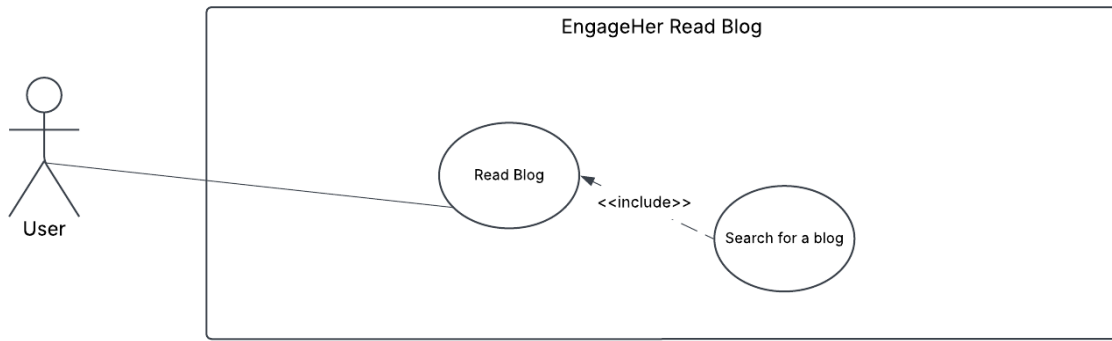 EngageHer Read Blog
Read Blog
<<include>>
User
Search for a blog